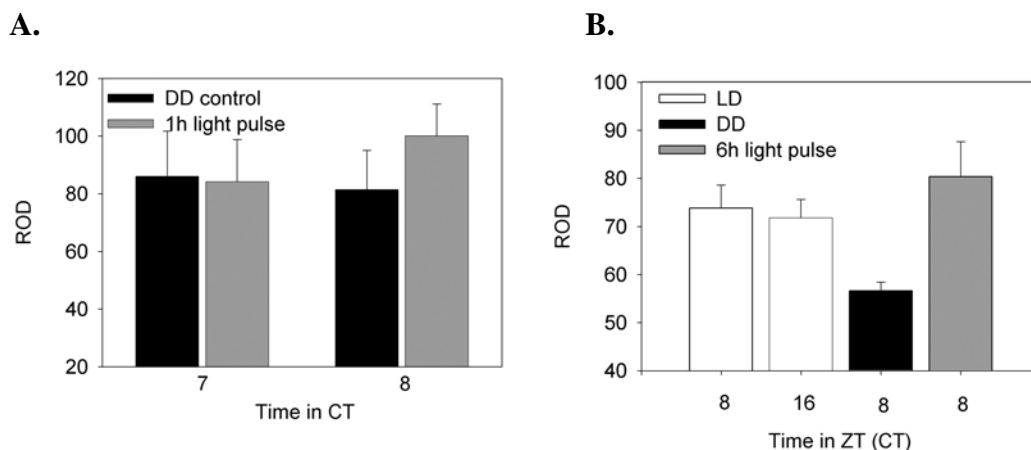 A.
120
100
80
60
40
20
ROD
DD control
1h light pulse
7
8
Time in CT
B.
100
90
80
70
60
50
40
ROD
LD
DD
6h light pulse
8
16
8
8
Time in ZT (CT)